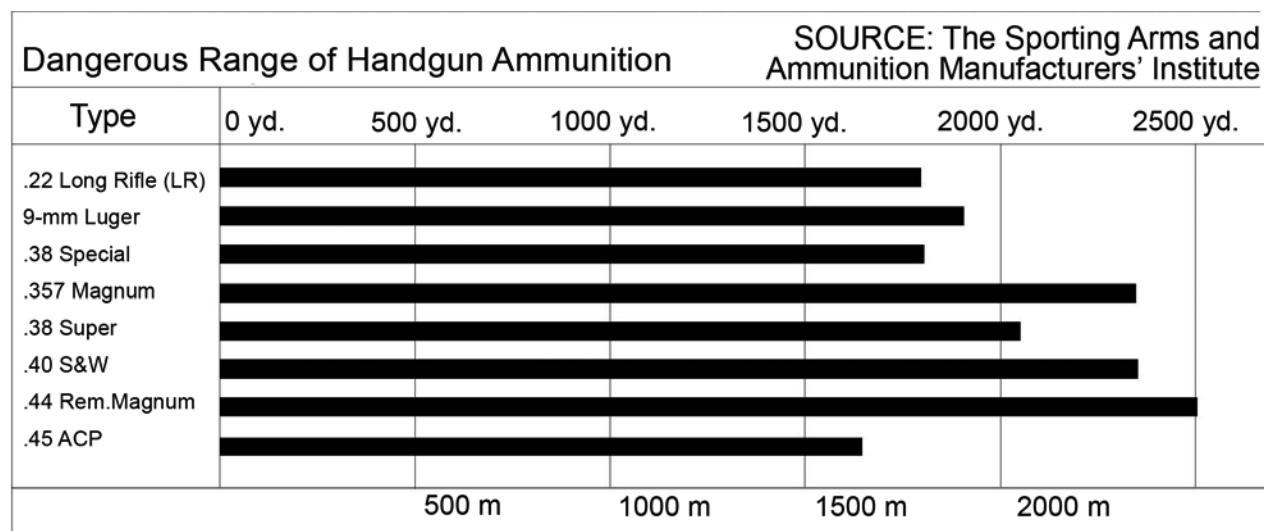 Dangerous Range of Handgun Ammunition
SOURCE: The Sporting Arms and
Ammunition Manufacturers' Institute
Type
0 yd. 500 yd. 1000 yd. 1500 yd. 2000 yd. 2500 yd.
.22 Long Rifle (LR)
9-mm Luger
.38 Special
.357 Magnum
.38 Super
.40 S&W
.44 Rem.Magnum
.45 ACP
500 m 1000 m 1500 m 2000 m